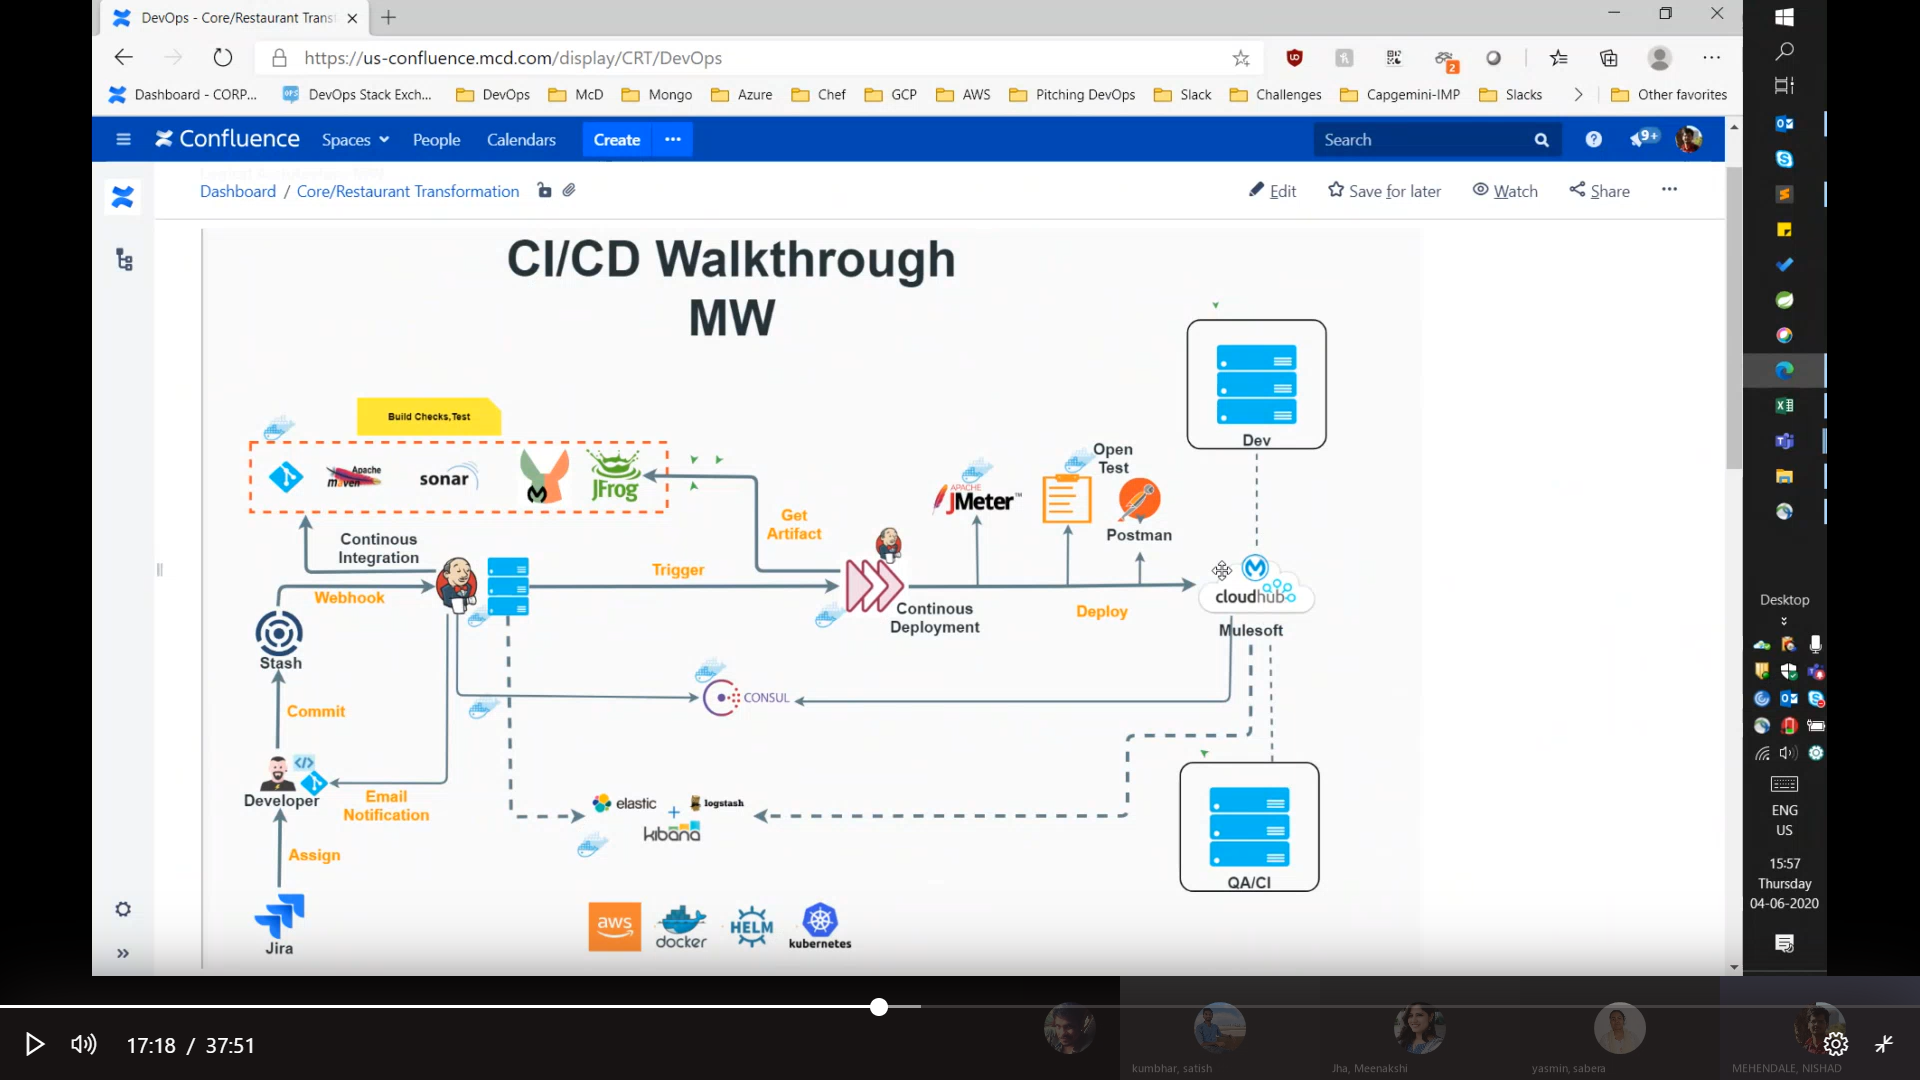 DevOps - Core/Restaurant Trans
https://us-confluence.mcd.com/display/CRT/DevOps
2
Dashboard - CORP...
DevOps Stack Exch...
DevOps
McD
Mongo
Azure
Chef
GCP
AWS
Pitching DevOps
Slack
Challenges
Capgemini-IMP
Slacks
Other favorites
Confluence
Spaces
People
Calendars
Create
Search
9+
Dashboard / Core/Restaurant Transformation
Edit
Save for later
Watch
Share
CI/CD Walkthrough
MW
Build Checks,Test
Apache
maven
sonar
JFrog
Continous
Integration
Webhook
Stash
Commit
Developer
Email
Notification
Assign
Jira
Trigger
Get
Artifact
Continous
Deployment
APACHE
JMeter™
Open
Test
Postman
Deploy
Dev
cloudhub
Mulesoft
CONSUL
elastic
+
logstash
kibana
QA/CI
aws
docker
HELM
kubernetes
Desktop
ENG
US
15:57
Thursday
04-06-2020
17:18 / 37:51
kumbhar, satish
Jha, Meenakshi
yasmin, sabera
MEHENDALE, NISHAD